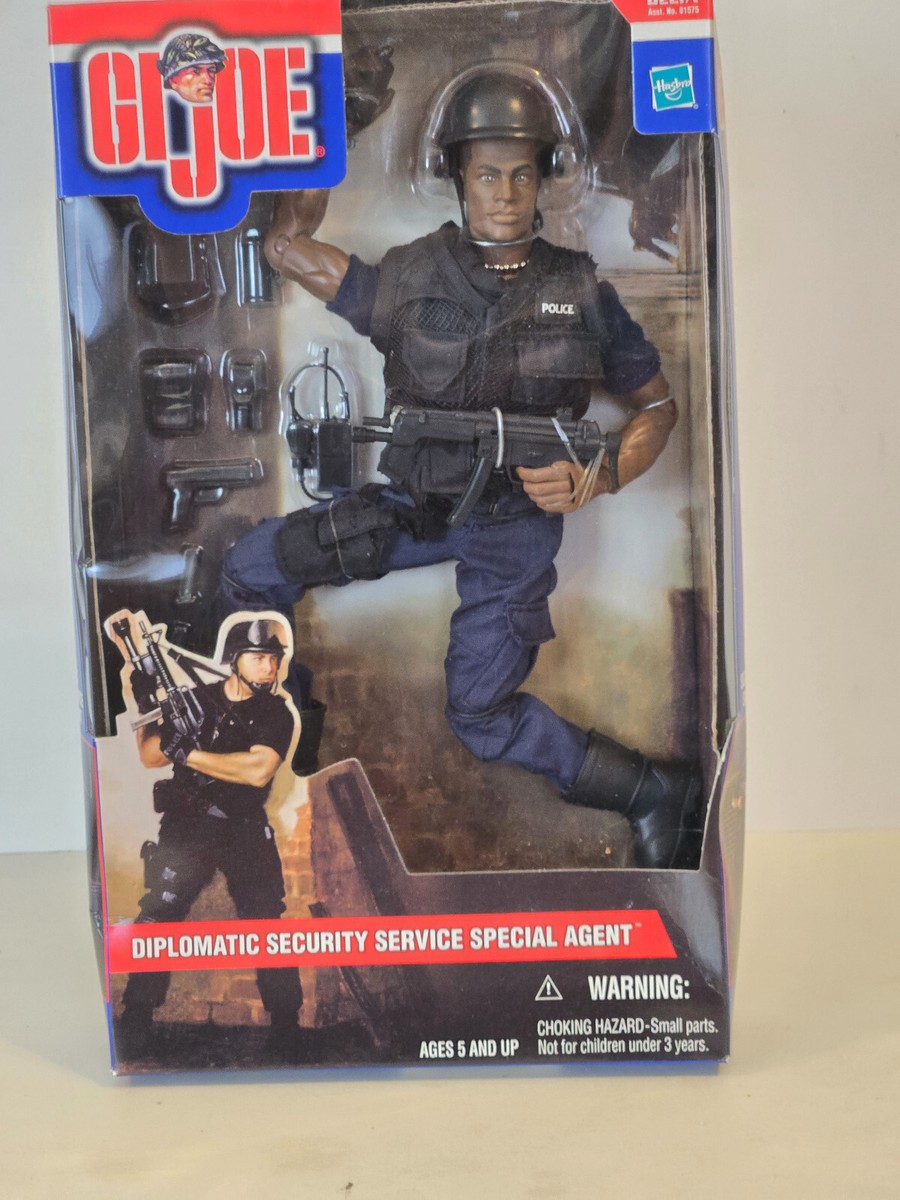 Asst. No. 81575
GI JOE®
Hasbro®
POLICE
DIPLOMATIC SECURITY SERVICE SPECIAL AGENT™
⚠ WARNING:
CHOKING HAZARD-Small parts.
AGES 5 AND UP Not for children under 3 years.